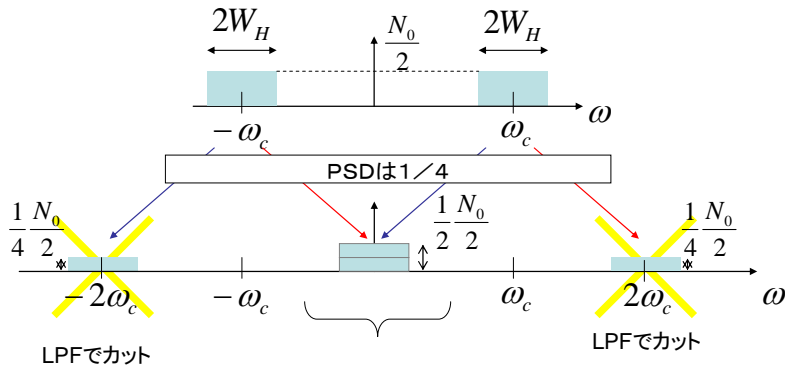 2W_H
N_0/2
2W_H
-ω_c
ω_c
ω
PSDは1／4
1/4 N_0/2
1/2 N_0/2
1/4 N_0/2
-2ω_c
-ω_c
ω_c
2ω_c
ω
LPFでカット
LPFでカット